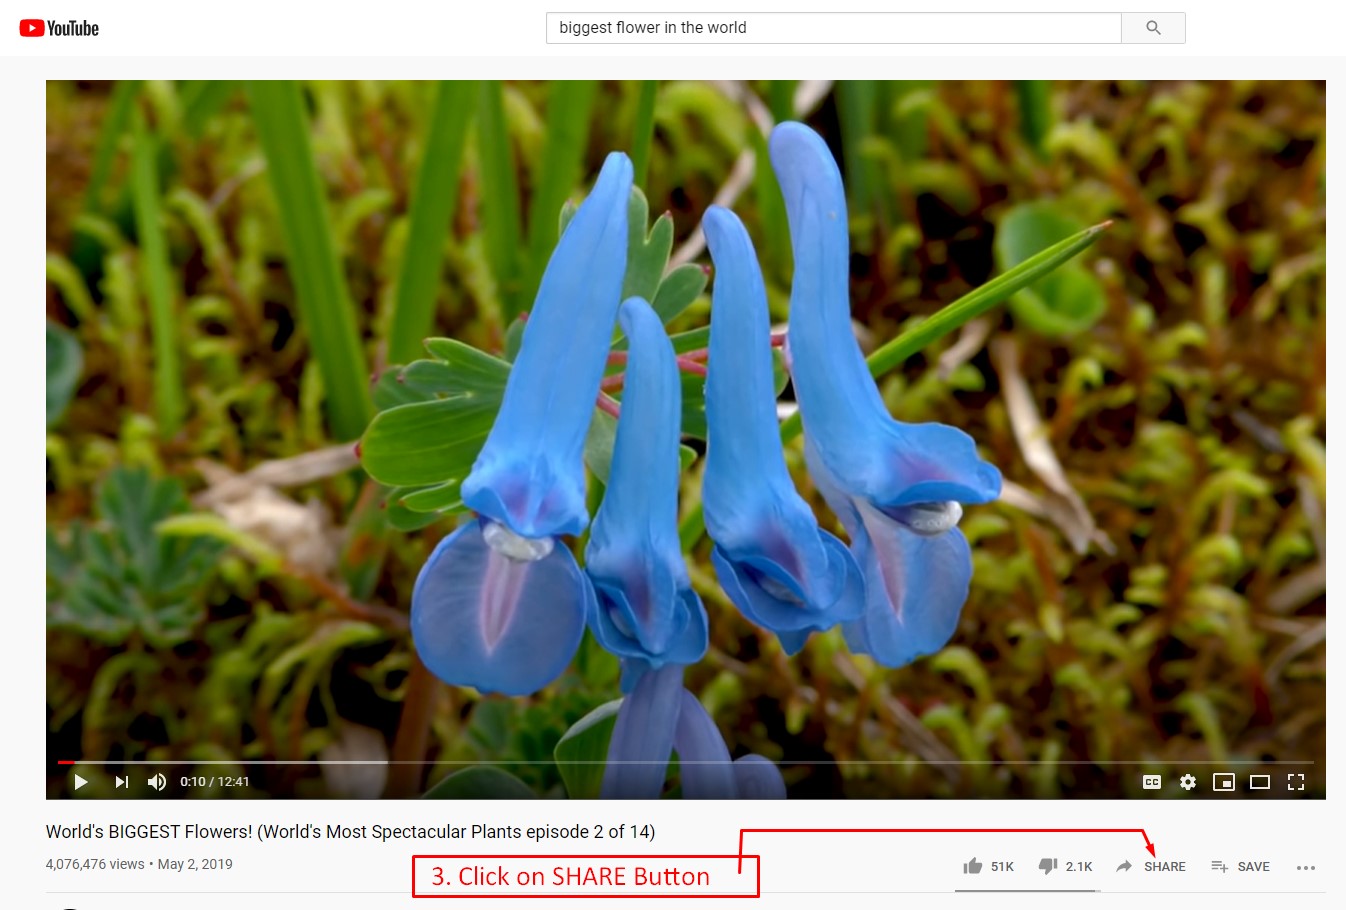 YouTube
biggest flower in the world
0:10 / 12:41
CC
World's BIGGEST Flowers! (World's Most Spectacular Plants episode 2 of 14)
4,076,476 views • May 2, 2019
3. Click on SHARE Button
51K 2.1K SHARE SAVE